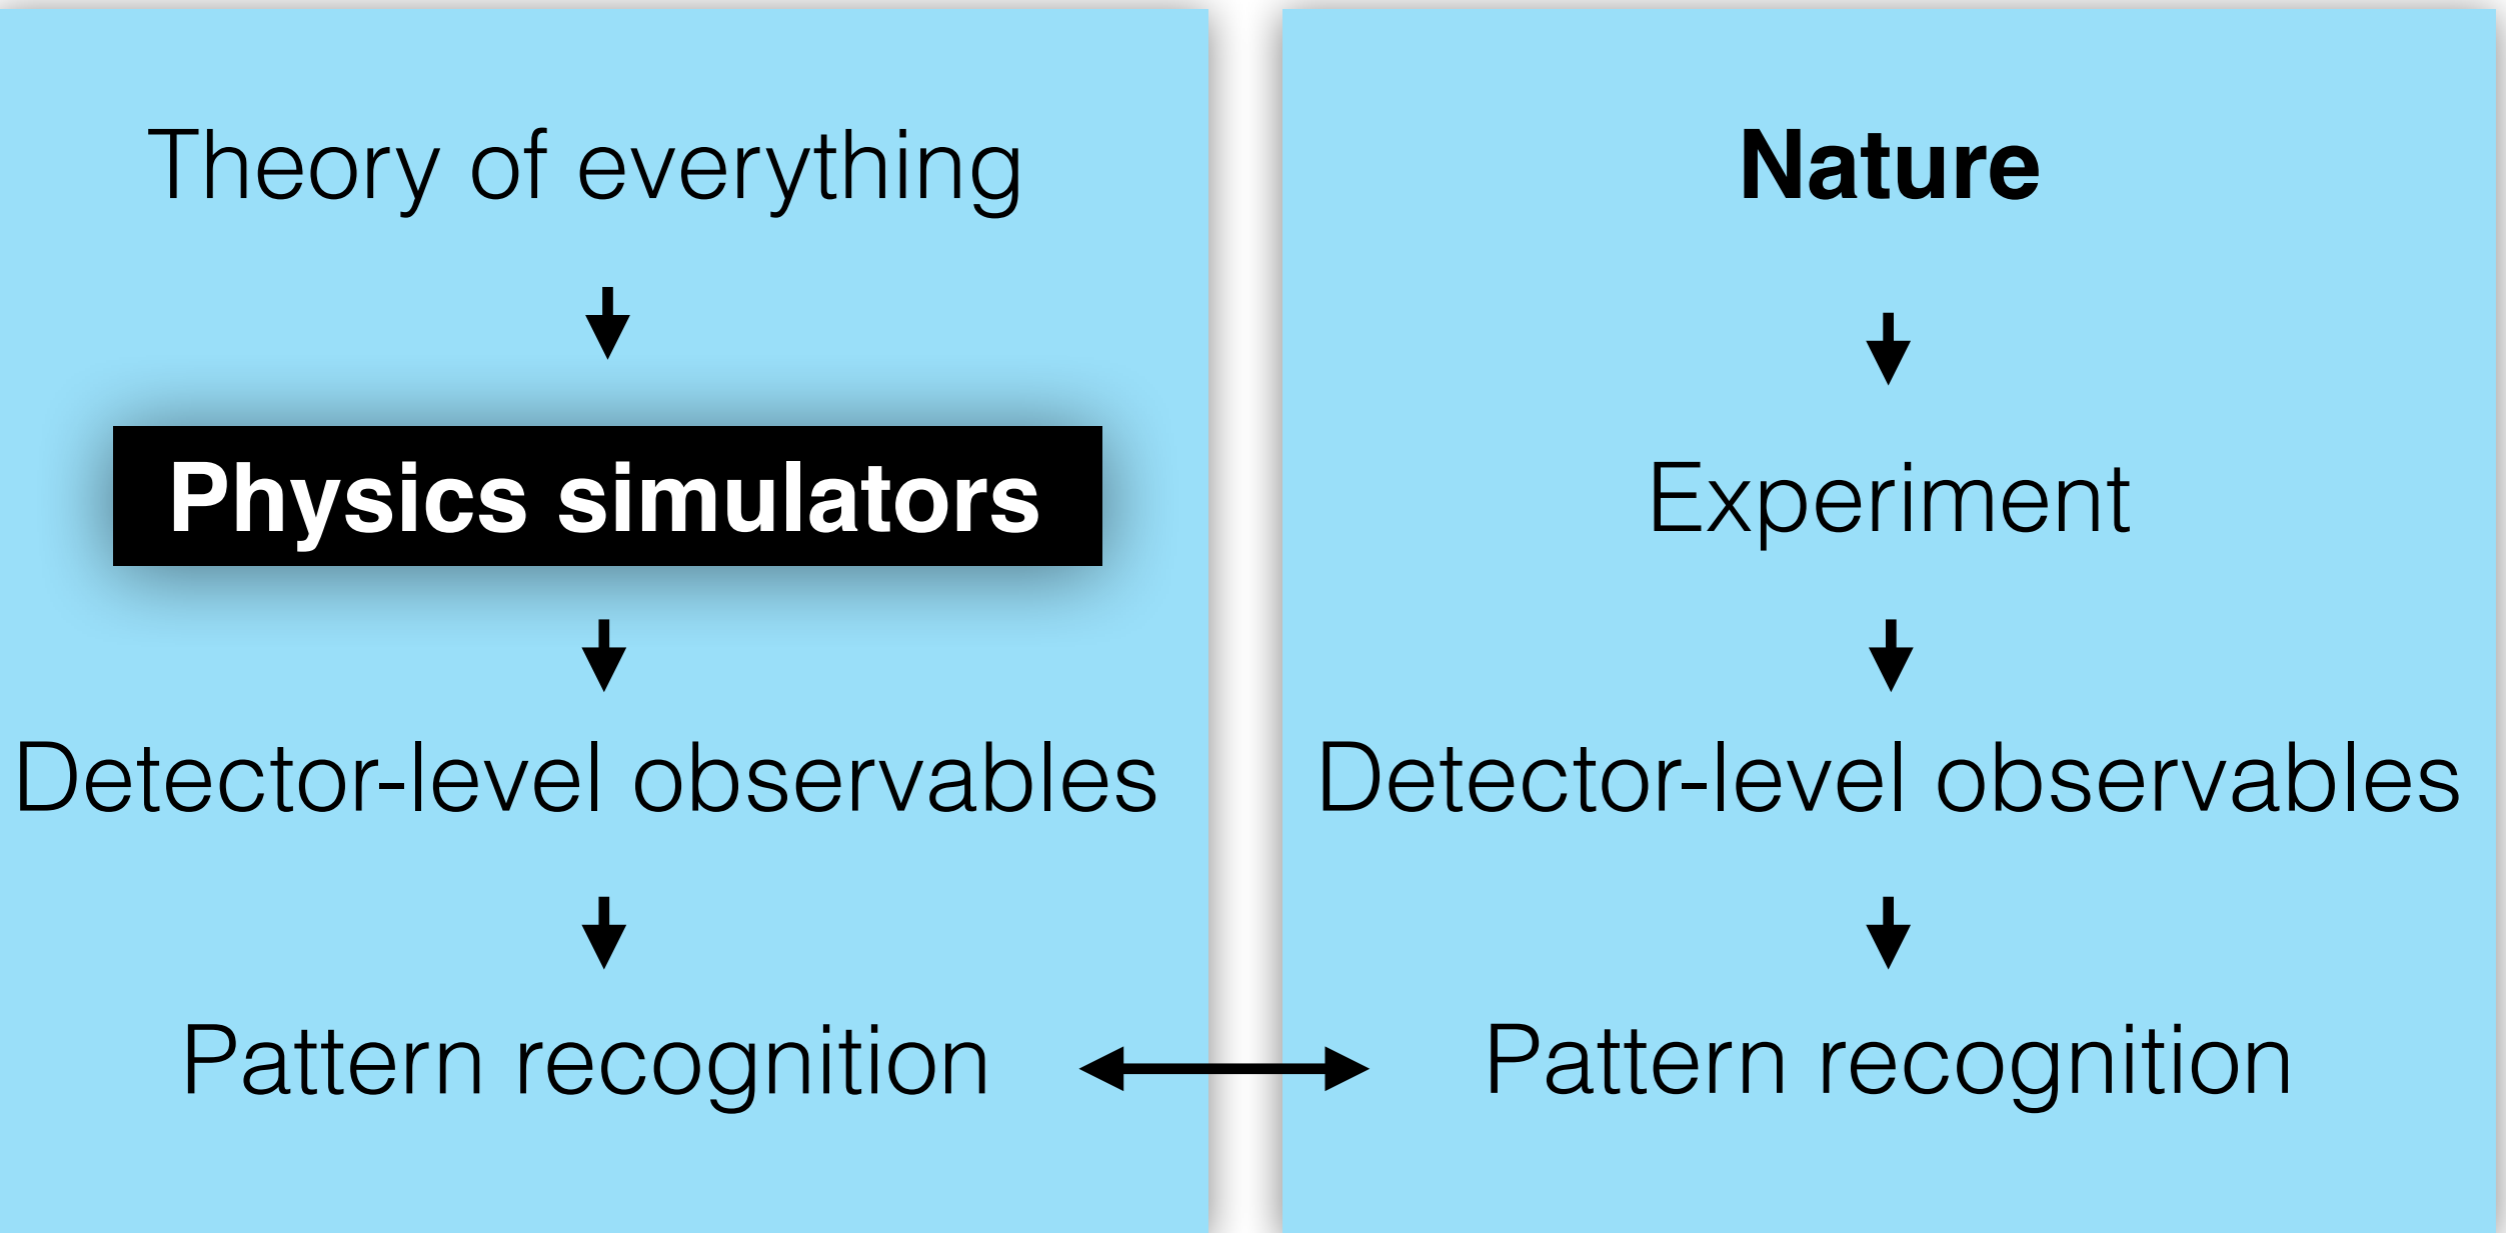 Theory of everything
Physics simulators
Detector-level observables
Pattern recognition
Nature
Experiment
Detector-level observables
Pattern recognition